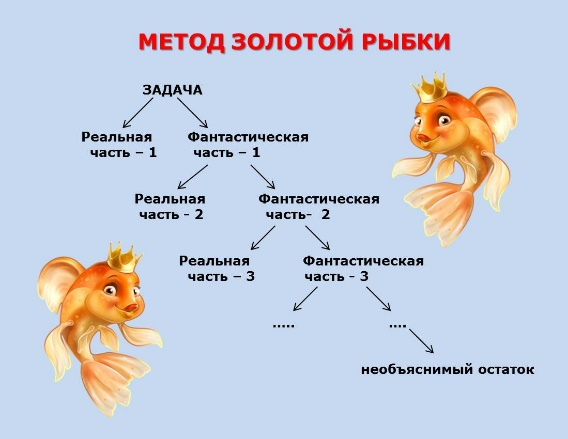 МЕТОД ЗОЛОТОЙ РЫБКИ
ЗАДАЧА
Реальная Фантастическая
часть – 1 часть – 1
Реальная Фантастическая
часть - 2 часть- 2
Реальная Фантастическая
часть – 3 часть - 3
..... ....
необъяснимый остаток